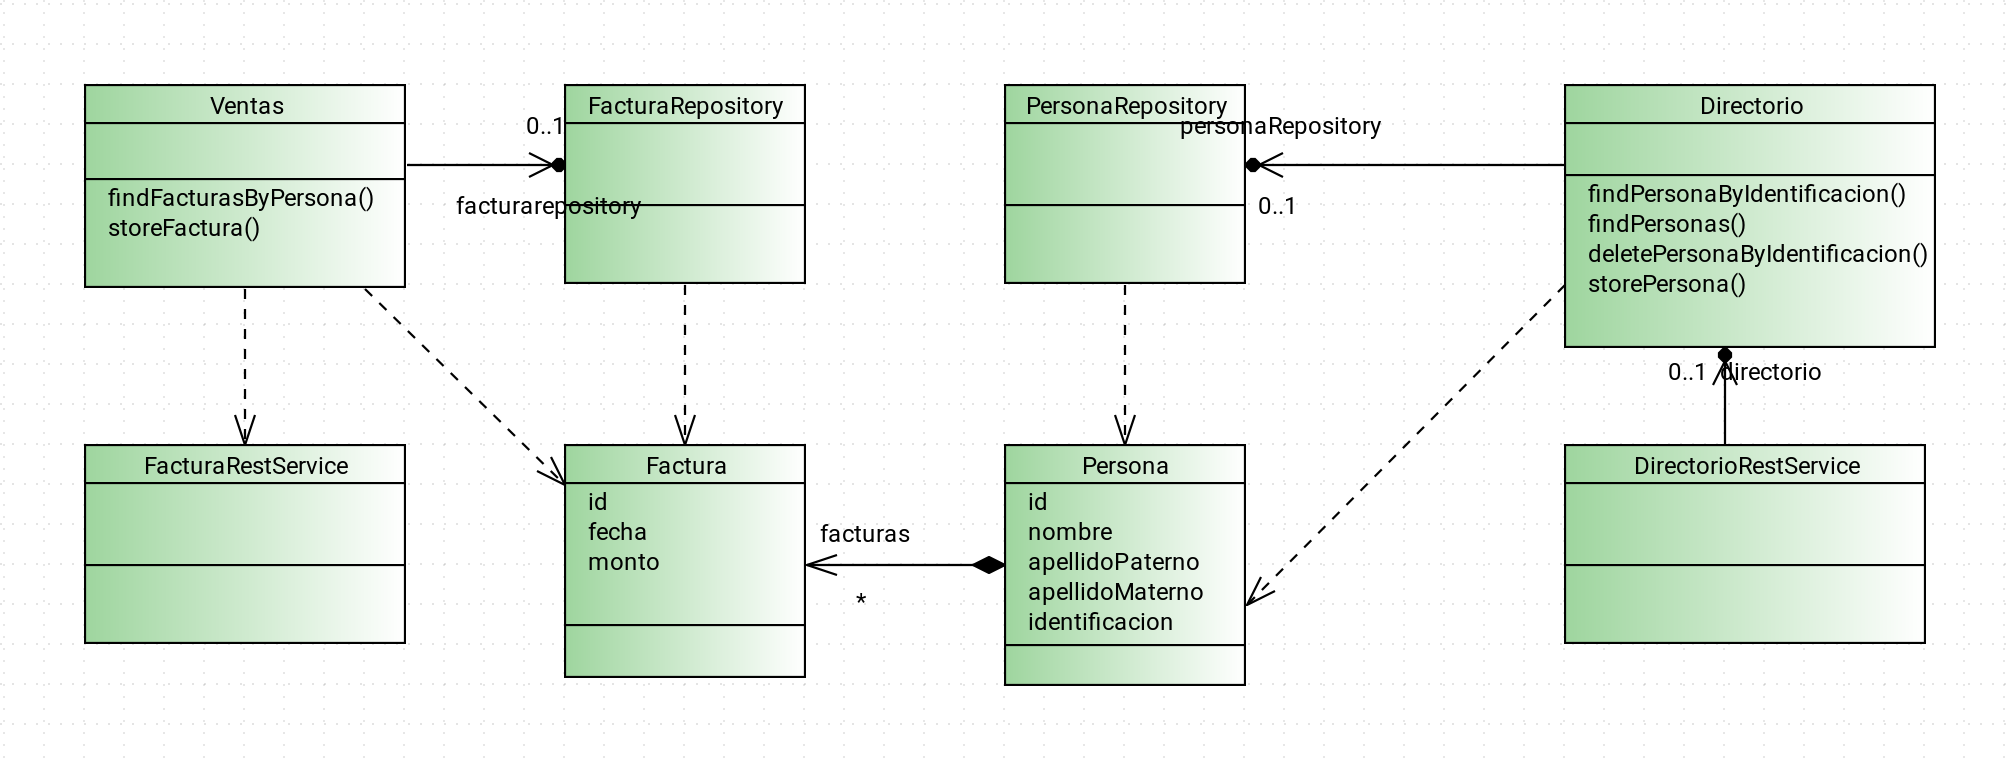 Ventas
findFacturasByPersona()
storeFactura()
0..1
facturarepository
FacturaRepository
PersonaRepository
personaRepository
0..1
Directorio
findPersonaByIdentificacion()
findPersonas()
deletePersonaByIdentificacion()
storePersona()
0..1 directorio
FacturaRestService
Factura
id
fecha
monto
facturas
*
Persona
id
nombre
apellidoPaterno
apellidoMaterno
identificacion
DirectorioRestService